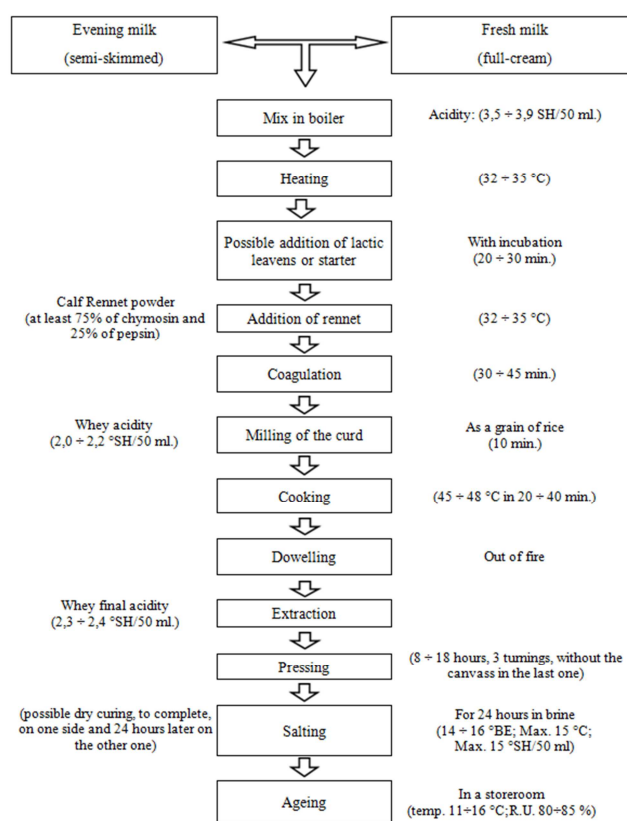 Evening milk
(semi-skimmed)
Fresh milk
(full-cream)
Mix in boiler
Acidity: (3,5 ÷ 3,9 SH/50 ml.)
Heating
(32 ÷ 35 °C)
Possible addition of lactic
leavens or starter
With incubation
(20 ÷ 30 min.)
Calf Rennet powder
(at least 75% of chymosin and
25% of pepsin)
Addition of rennet
(32 ÷ 35 °C)
Coagulation
(30 ÷ 45 min.)
Whey acidity
(2,0 ÷ 2,2 °SH/50 ml.)
Milling of the curd
As a grain of rice
(10 min.)
Cooking
(45 ÷ 48 °C in 20 ÷ 40 min.)
Dowelling
Out of fire
Whey final acidity
(2,3 ÷ 2,4 °SH/50 ml.)
Extraction
Pressing
(8 ÷ 18 hours, 3 turnings, without the
canvass in the last one)
(possible dry curing, to complete,
on one side and 24 hours later on
the other one)
Salting
For 24 hours in brine
(14 ÷ 16 °BE; Max. 15 °C;
Max. 15 °SH/50 ml)
Ageing
In a storeroom
(temp. 11÷16 °C;R.U. 80÷85 %)